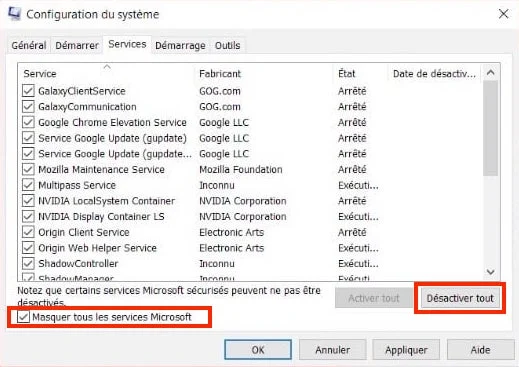 Configuration du système
Général Démarrer Services Démarrage Outils
Service Fabricant État Date de désactiv...
GalaxyClientService GOG.com Arrêté
GalaxyCommunication GOG.com Arrêté
Google Chrome Elevation Service Google LLC Arrêté
Service Google Update (gupdate) Google LLC Arrêté
Service Google Update (gupdate... Google LLC Arrêté
Mozilla Maintenance Service Mozilla Foundation Arrêté
Multipass Service Inconnu Exécuti...
NVIDIA LocalSystem Container NVIDIA Corporation Arrêté
NVIDIA Display Container LS NVIDIA Corporation Exécuti...
Origin Client Service Electronic Arts Arrêté
Origin Web Helper Service Electronic Arts Exécuti...
ShadowController Inconnu Exécuti...
ShadowManager Inconnu Exécuti...
Notez que certains services Microsoft sécurisés peuvent ne pas être
désactivés.
Activer tout Désactiver tout
Masquer tous les services Microsoft
OK Annuler Appliquer Aide